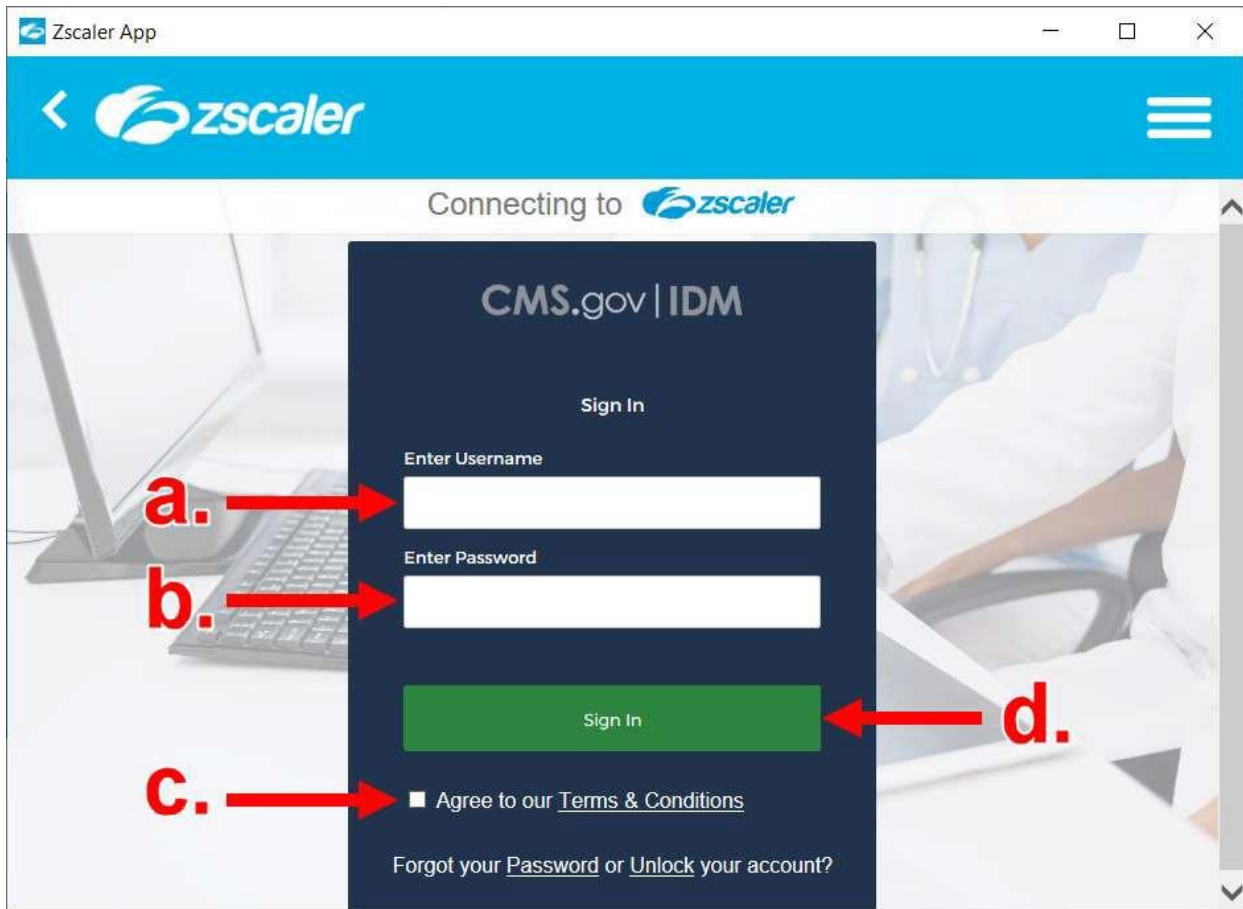 Zscaler App
zscaler
Connecting to zscaler
CMS.gov|IDM
Sign In
Enter Username
a.
Enter Password
b.
Sign In
d.
c.
Agree to our Terms & Conditions
Forgot your Password or Unlock your account?